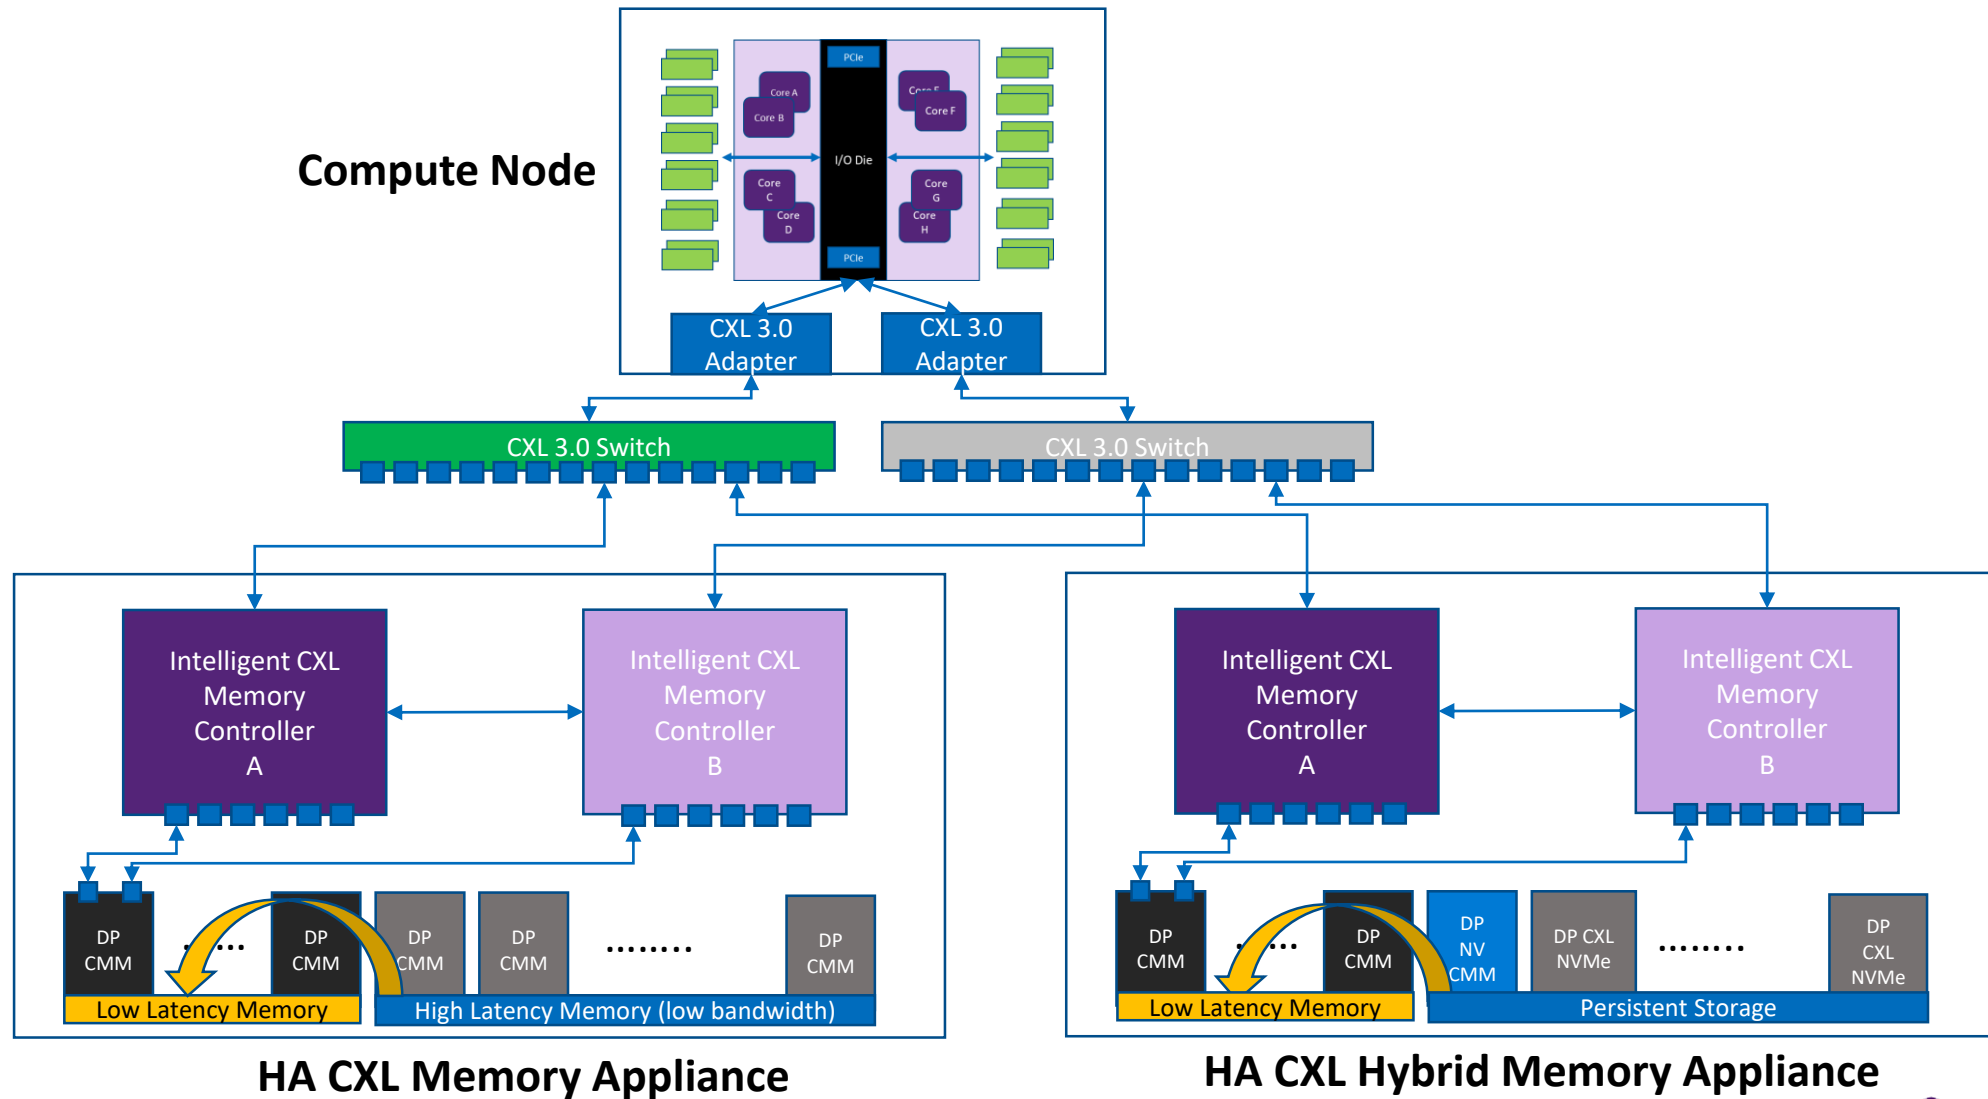 Compute Node
PCIe
Core A
Core B
Core F
I/O Die
Core
C
Core
D
Core
G
Core
H
PCIe
CXL 3.0
Adapter
CXL 3.0
Adapter
CXL 3.0 Switch
CXL 3.0 Switch
Intelligent CXL
Memory
Controller
A
Intelligent CXL
Memory
Controller
B
Intelligent CXL
Memory
Controller
A
Intelligent CXL
Memory
Controller
B
DP
CMM
........
DP
CMM
DP
CMM
DP
CMM
........
DP
CMM
Low Latency Memory
High Latency Memory (low bandwidth)
DP
CMM
........
DP
CMM
DP
NV
CMM
DP CXL
NVMe
........
DP
CXL
NVMe
Low Latency Memory
Persistent Storage
HA CXL Memory Appliance
HA CXL Hybrid Memory Appliance